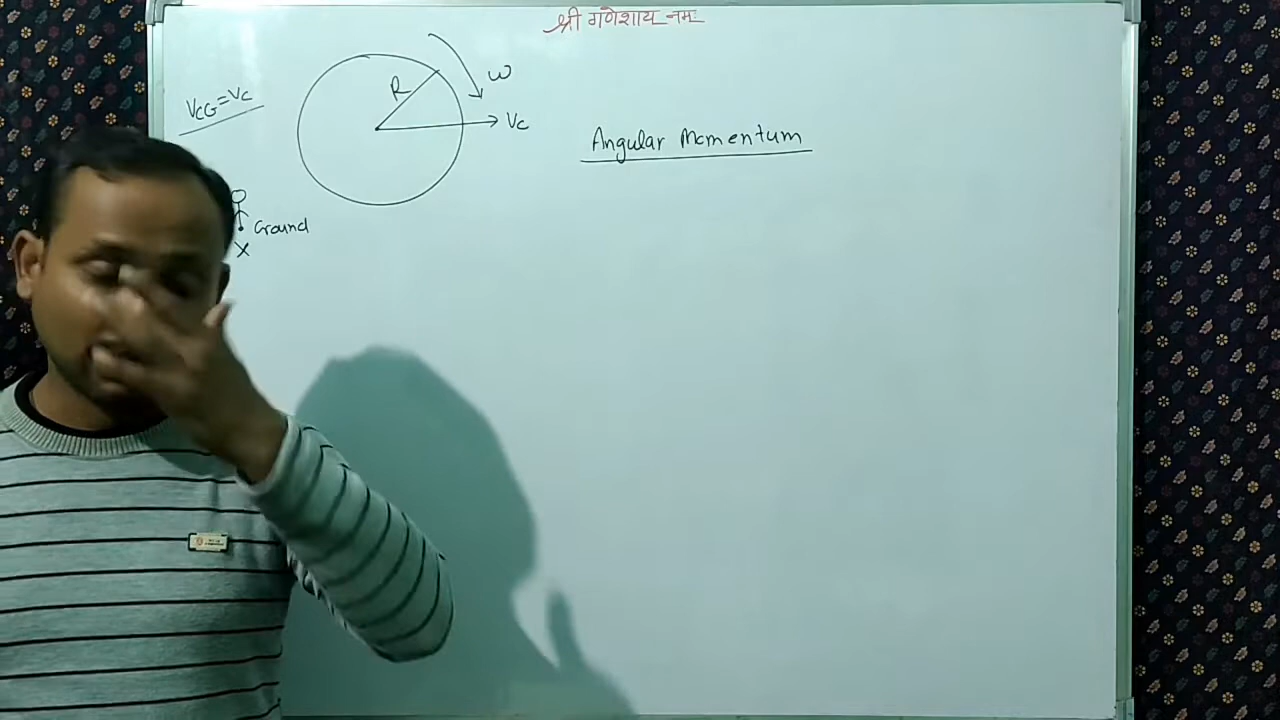 श्री गणेशाय नमः
R
ω
VCG = VC
VC
Angular Momentum
Ground
x